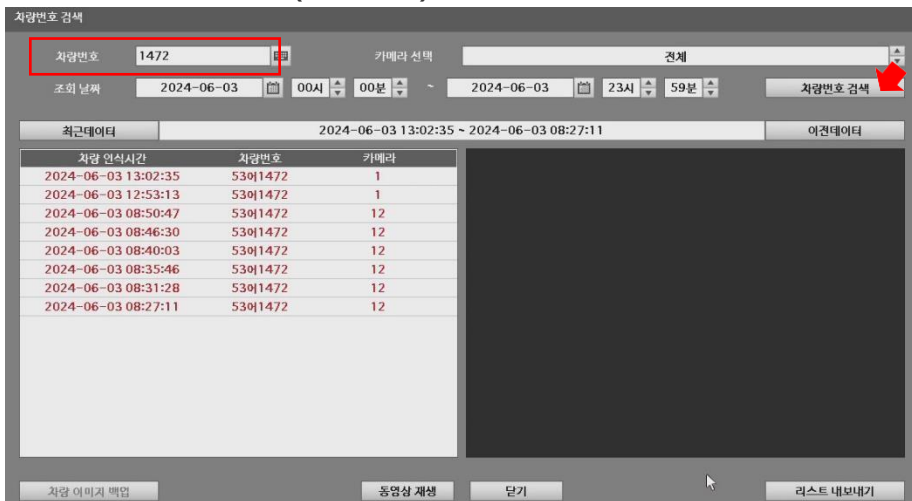 차량번호 검색
차량번호 1472 카메라 선택 전체
조회 날짜 2024-06-03 00시 00분 ~ 2024-06-03 23시 59분 차량번호 검색
최근데이터 2024-06-03 13:02:35 ~ 2024-06-03 08:27:11 이전데이터
차량 인식시간 차량번호 카메라
2024-06-03 13:02:35 53어1472 1
2024-06-03 12:53:13 53어1472 1
2024-06-03 08:50:47 53어1472 12
2024-06-03 08:46:30 53어1472 12
2024-06-03 08:40:03 53어1472 12
2024-06-03 08:35:46 53어1472 12
2024-06-03 08:31:28 53어1472 12
2024-06-03 08:27:11 53어1472 12
차량 이미지 백업 동영상 재생 닫기 리스트 내보내기